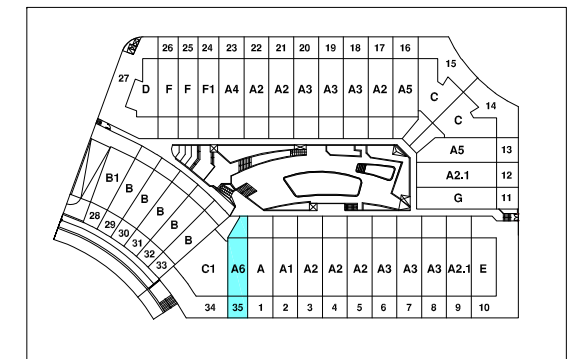 26 25 24 23 22 21 20 19 18 17 16
15
27
D F F F1 A4 A2 A2 A3 A3 A3 A2 A5
C
14
C
A5 13
A2.1 12
G 11
B1
B
B
B
B
B
28
29
30
31
32
33
C1 A6 A A1 A2 A2 A2 A3 A3 A3 A2.1 E
34 35 1 2 3 4 5 6 7 8 9 10